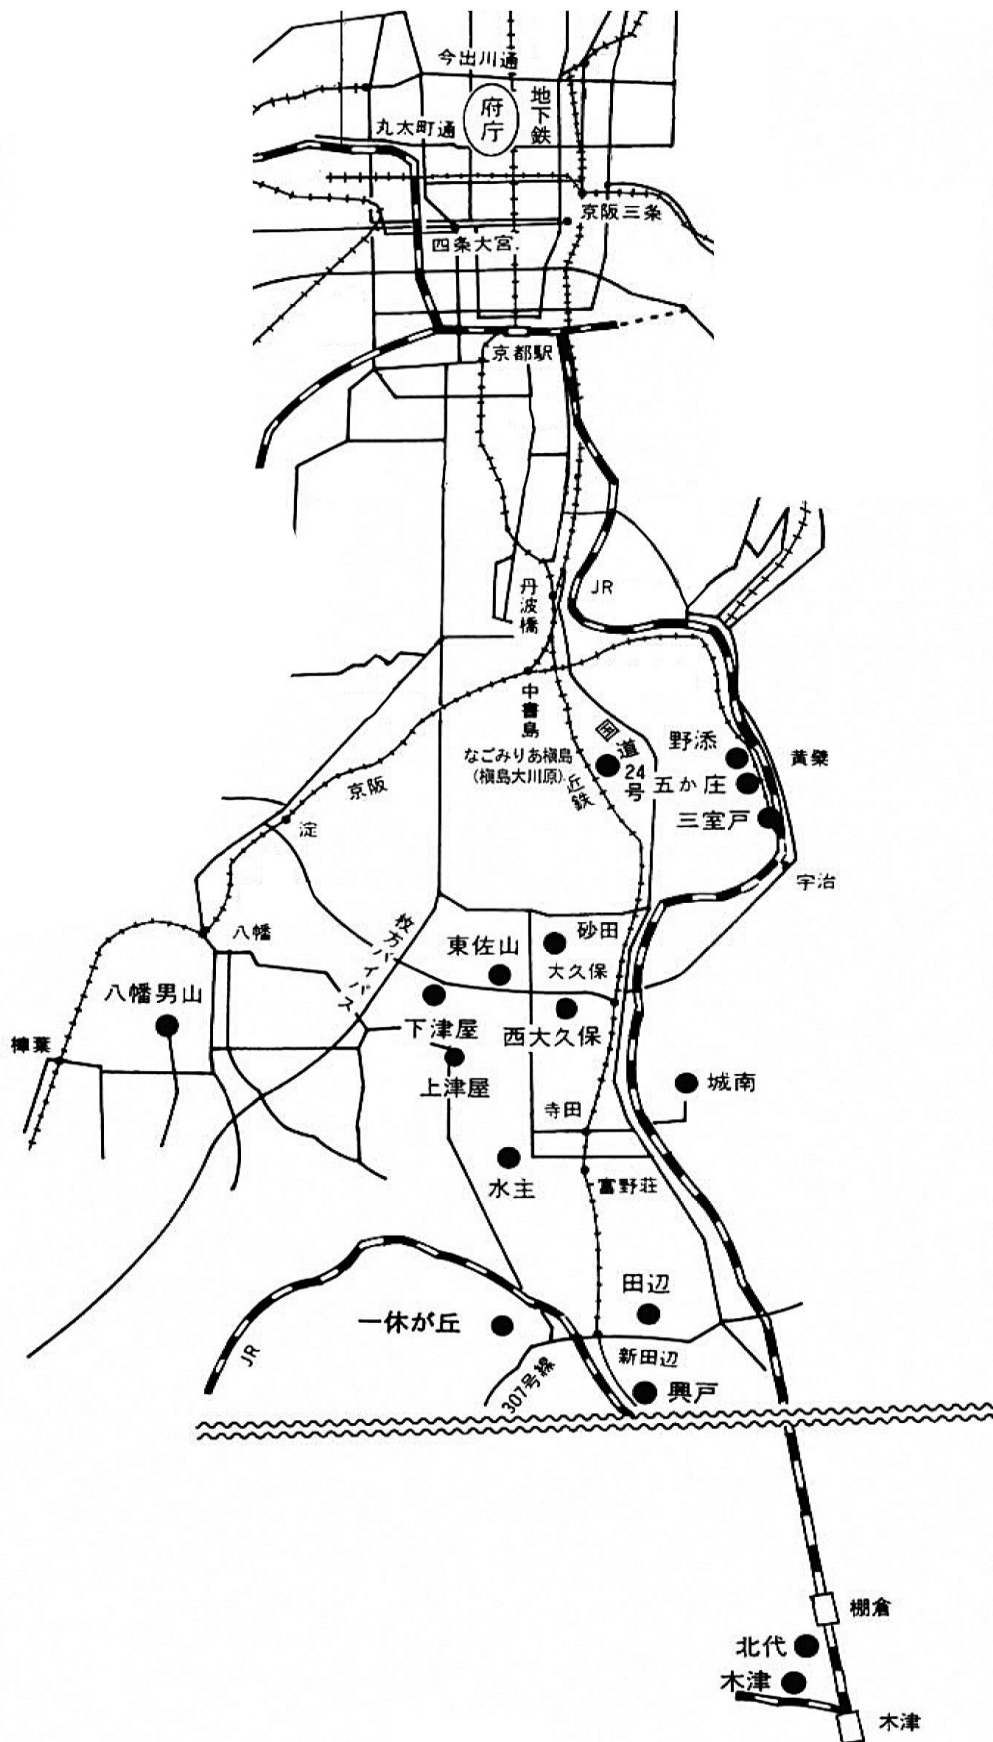 今出川通
府庁
地下鉄
丸太町通
京阪三条
四条大宮
京都駅
JR
丹波橋
中書島
国道24号
野添
黄檗
なごみりあ槇島
(槇島大川原)
近鉄
五か庄
京阪
三室戸
淀
宇治
八幡
枚方バイパス
砂田
東佐山
大久保
八幡男山
下津屋
西大久保
樟葉
上津屋
城南
寺田
水主
富野荘
田辺
一休が丘
JR
新田辺
307号線
興戸
棚倉
北代
木津
木津